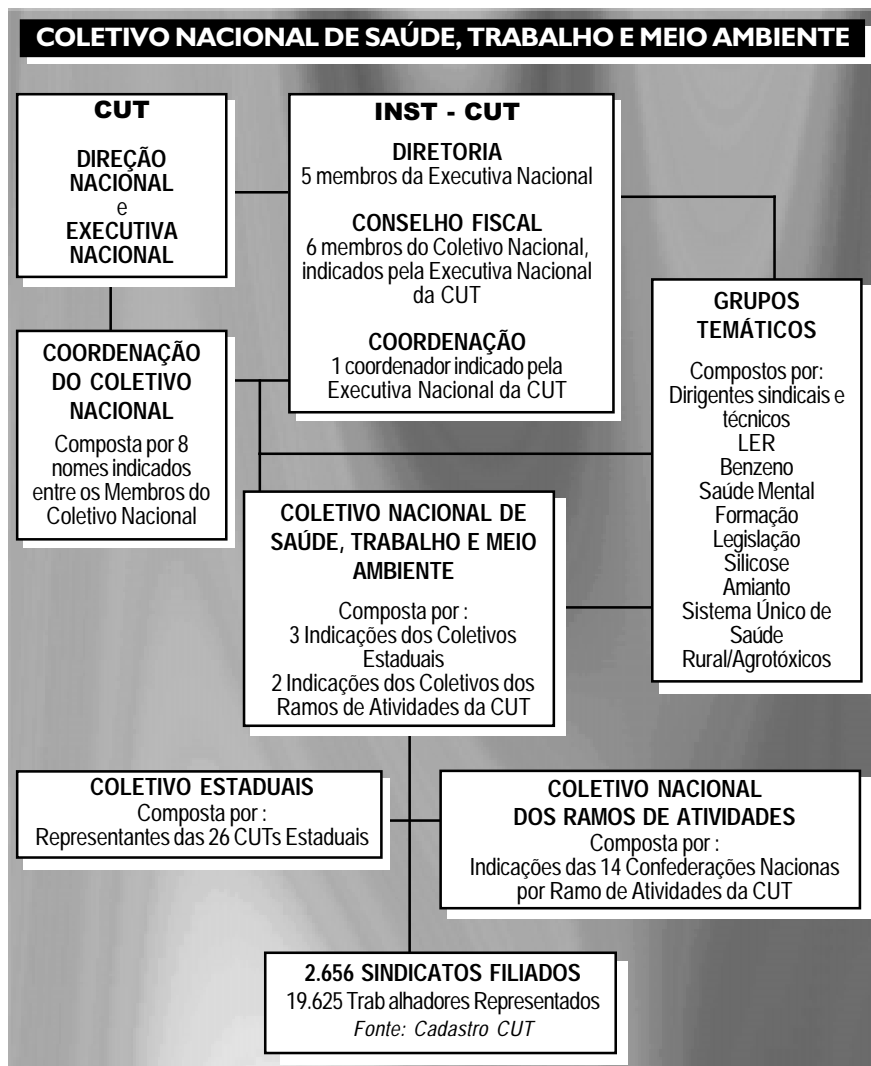 COLETIVO NACIONAL DE SAÚDE, TRABALHO E MEIO AMBIENTE
CUT
DIREÇÃO
NACIONAL
e
EXECUTIVA
NACIONAL
INST - CUT
DIRETORIA
5 membros da Executiva Nacional
CONSELHO FISCAL
6 membros do Coletivo Nacional,
indicados pela Executiva Nacional
da CUT
COORDENAÇÃO
1 coordenador indicado pela
Executiva Nacional da CUT
GRUPOS
TEMÁTICOS
Compostos por:
Dirigentes sindicais e
técnicos
LER
Benzeno
Saúde Mental
Formação
Legislação
Silicose
Amianto
Sistema Único de
Saúde
Rural/Agrotóxicos
COORDENAÇÃO
DO COLETIVO
NACIONAL
Composta por 8
nomes indicados
entre os Membros do
Coletivo Nacional
COLETIVO NACIONAL DE
SAÚDE, TRABALHO E MEIO
AMBIENTE
Composta por :
3 Indicações dos Coletivos
Estaduais
2 Indicações dos Coletivos dos
Ramos de Atividades da CUT
COLETIVO ESTADUAIS
Composta por :
Representantes das 26 CUTs Estaduais
COLETIVO NACIONAL
DOS RAMOS DE ATIVIDADES
Composta por :
Indicações das 14 Confederações Nacionas
por Ramo de Atividades da CUT
2.656 SINDICATOS FILIADOS
19.625 Trab alhadores Representados
Fonte: Cadastro CUT